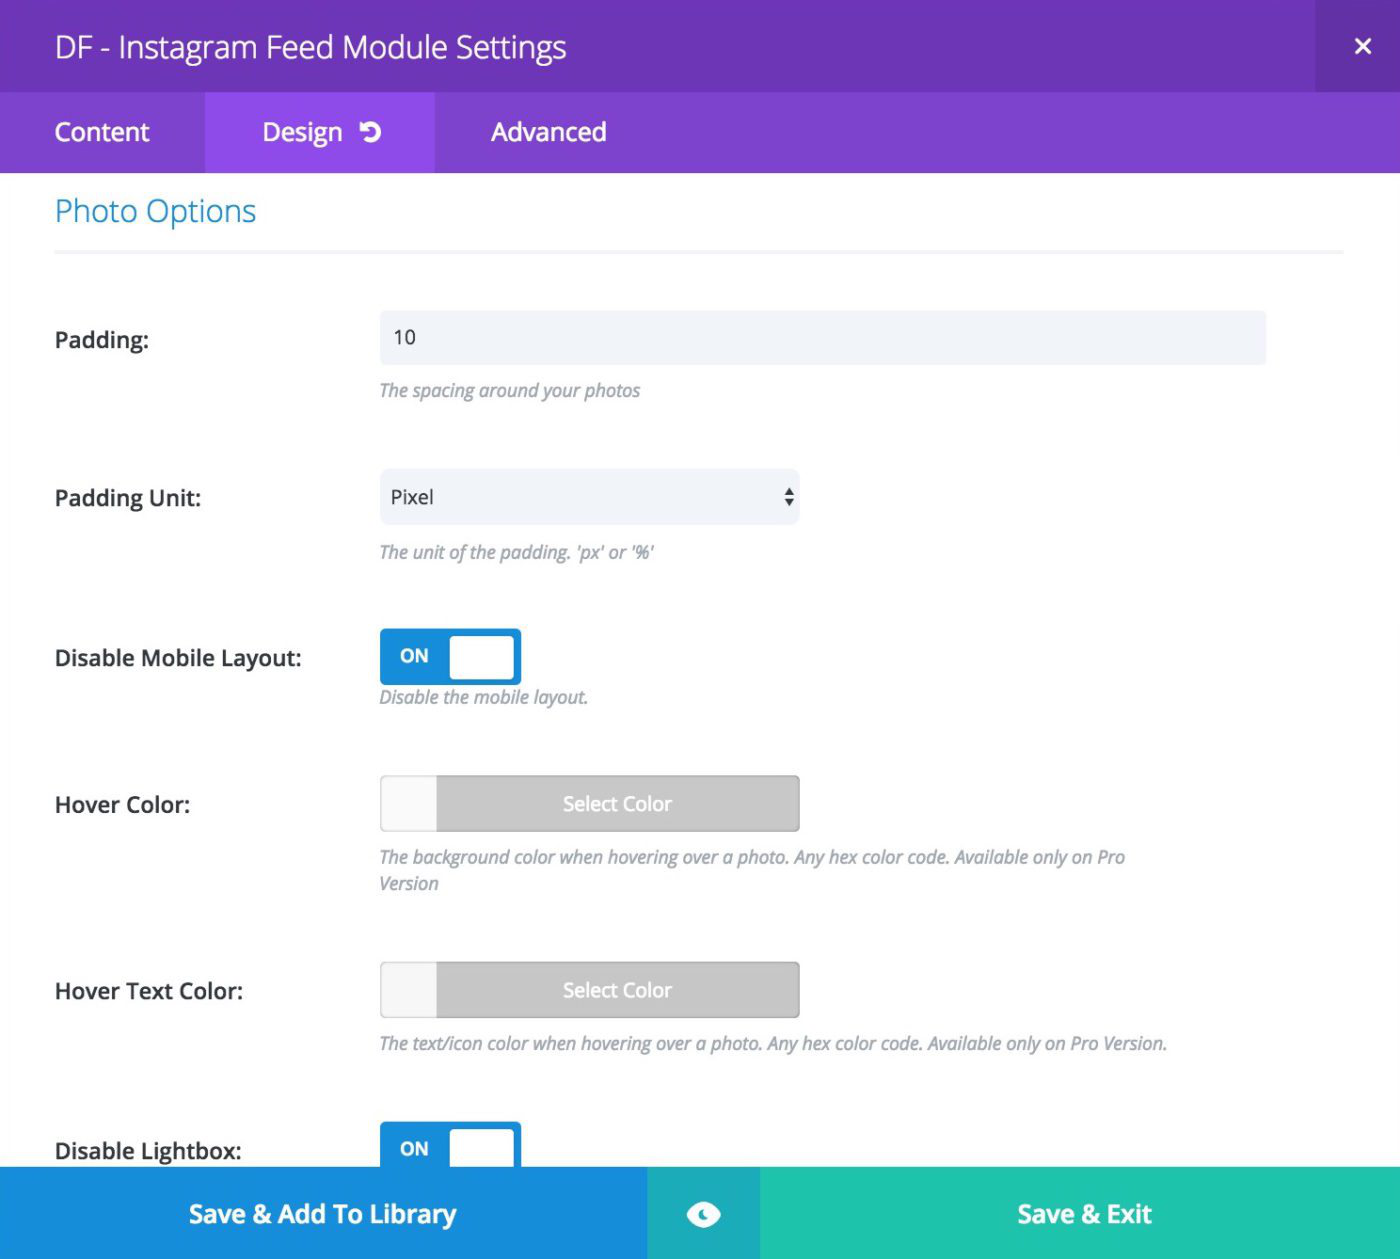 DF - Instagram Feed Module Settings
Content
Design
Advanced
Photo Options
Padding:
10
The spacing around your photos
Padding Unit:
Pixel
The unit of the padding. 'px' or '%'
Disable Mobile Layout:
ON
Disable the mobile layout.
Hover Color:
Select Color
The background color when hovering over a photo. Any hex color code. Available only on Pro
Version
Hover Text Color:
Select Color
The text/icon color when hovering over a photo. Any hex color code. Available only on Pro Version.
Disable Lightbox:
ON
Save & Add To Library
Save & Exit